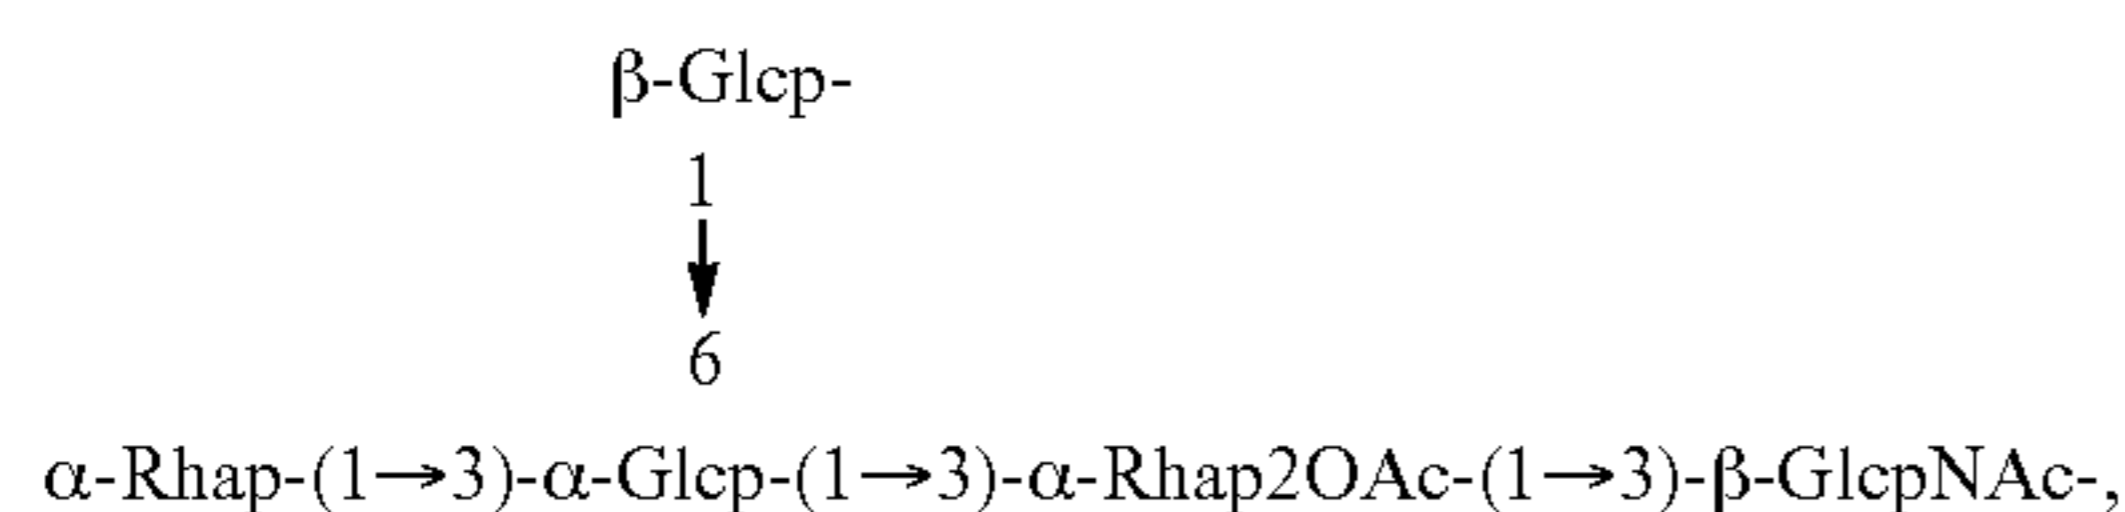 β-Glcp-
1
↓
6
α-Rhap-(1→3)-α-Glcp-(1→3)-α-Rhap2OAc-(1→3)-β-GlcpNAc-,